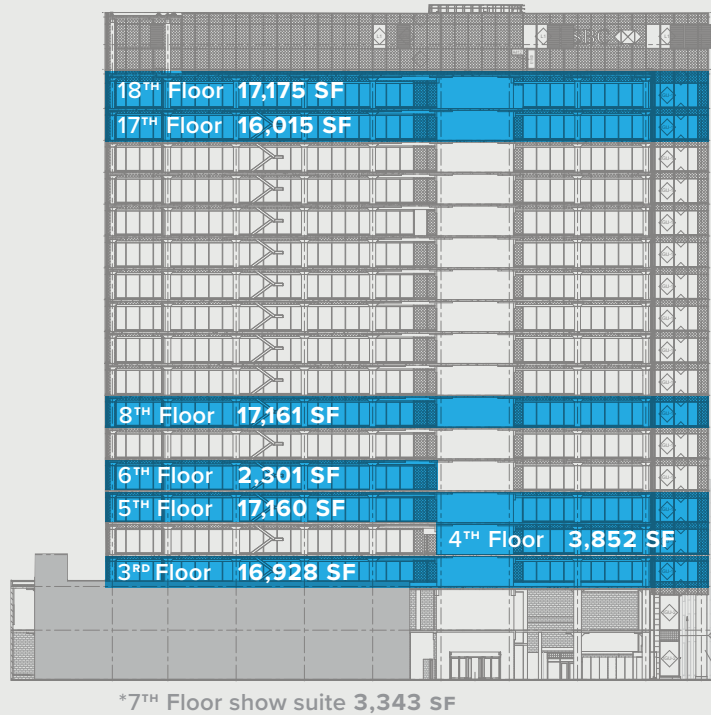 SBC
18TH Floor 17,175 SF
17TH Floor 16,015 SF
8TH Floor 17,161 SF
6TH Floor 2,301 SF
5TH Floor 17,160 SF
4TH Floor 3,852 SF
3RD Floor 16,928 SF
*7TH Floor show suite 3,343 SF